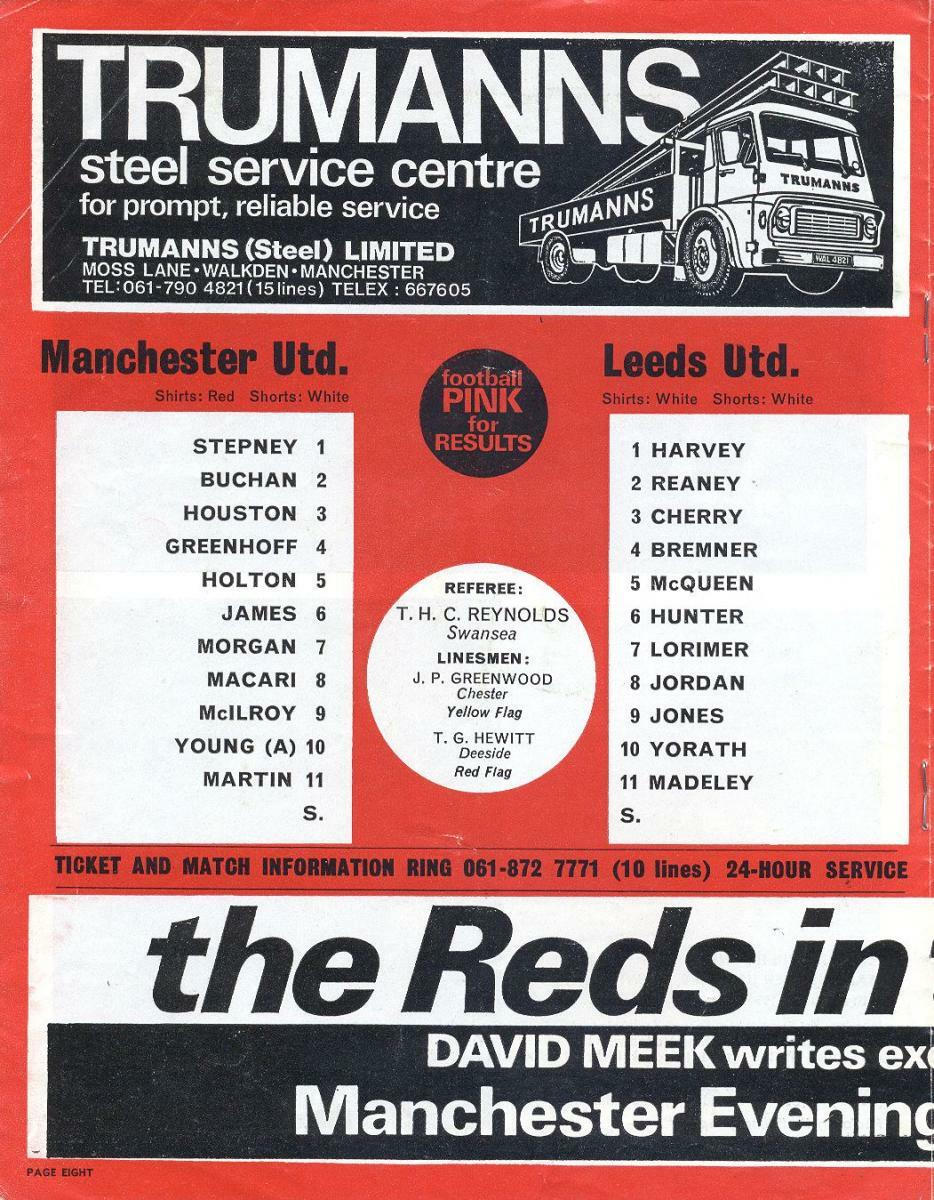 TRUMANNS
steel service centre
for prompt, reliable service
TRUMANNS (Steel) LIMITED
MOSS LANE • WALKDEN • MANCHESTER
TEL: 061-790 4821 (15 lines) TELEX : 667605
TRUMANNS
TRUMANNS
WAL 4821
Manchester Utd.
Shirts: Red Shorts: White
STEPNEY 1
BUCHAN 2
HOUSTON 3
GREENHOFF 4
HOLTON 5
JAMES 6
MORGAN 7
MACARI 8
McILROY 9
YOUNG (A) 10
MARTIN 11
S.
football
PINK
for
RESULTS
REFEREE:
T. H. C. REYNOLDS
Swansea
LINESMEN:
J. P. GREENWOOD
Chester
Yellow Flag
T. G. HEWITT
Deeside
Red Flag
Leeds Utd.
Shirts: White Shorts: White
1 HARVEY
2 REANEY
3 CHERRY
4 BREMNER
5 McQUEEN
6 HUNTER
7 LORIMER
8 JORDAN
9 JONES
10 YORATH
11 MADELEY
S.
TICKET AND MATCH INFORMATION RING 061-872 7771 (10 lines) 24-HOUR SERVICE
the Reds in
DAVID MEEK writes exc
Manchester Evening
PAGE EIGHT